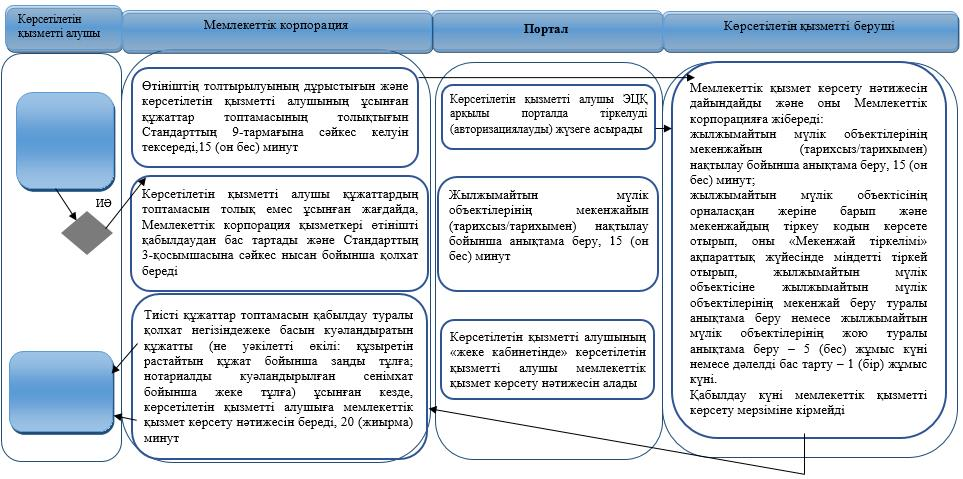 Көрсетілетін
қызметті алушы
Мемлекеттік корпорация
Портал
Көрсетілетін қызметті беруші
ИӘ
Өтініштің толтырылуының дұрыстығын және
көрсетілетін қызметті алушының ұсынған
құжаттар топтамасының толықтығын
Стандарттың 9-тармағына сәйкес келуін
тексереді,15 (он бес) минут
Көрсетілетін қызметті алушы құжаттардың
топтамасын толық емес ұсынған жағдайда,
Мемлекеттік корпорация қызметкері өтінішті
қабылдаудан бас тартады және Стандарттың
3-қосымшасына сәйкес нысан бойынша қолхат
береді
Тиісті құжаттар топтамасын қабылдау туралы
қолхат негізіндежеке басын куәландыратын
құжатты (не уәкілетті өкілі: құзыретін
растайтын құжат бойынша заңды тұлға;
нотариалды куәландырылған сенімхат
бойынша жеке тұлға) ұсынған кезде,
көрсетілетін қызметті алушыға мемлекеттік
қызмет көрсету нәтижесін береді, 20 (жиырма)
минут
Көрсетілетін қызметті алушы ЭЦҚ
арқылы порталда тіркелуді
(авторизациялауды) жүзеге асырады
Жылжымайтын мүлік
объектілерінің мекенжайын
(тарихсыз/тарихымен) нақтылау
бойынша анықтама беру, 15 (он
бес) минут
Көрсетілетін қызметті алушының
«жеке кабинетінде» көрсетілетін
қызметті алушы мемлекеттік
қызмет көрсету нәтижесін алады
Мемлекеттік қызмет көрсету нәтижесін
дайындайды және оны Мемлекеттік
корпорацияға жібереді:
жылжымайтын мүлік объектілерінің
мекенжайын (тарихсыз/тарихымен)
нақтылау бойынша анықтама беру, 15 (он
бес) минут;
жылжымайтын мүлік объектісінің
орналасқан жеріне барып және
мекенжайдың тіркеу кодын көрсете
отырып, оны «Мекенжай тіркелімі»
ақпараттық жүйесінде міндетті тіркей
отырып, жылжымайтын мүлік
объектісіне жылжымайтын мүлік
объектілерінің мекенжай беру туралы
анықтама беру немесе жылжымайтын
мүлік объектілерінің жою туралы
анықтама беру – 5 (бес) жұмыс күні
немесе дәлелді бас тарту – 1 (бір) жұмыс
күні.
Қабылдау күні мемлекеттік қызметті
көрсету мерзіміне кірмейді